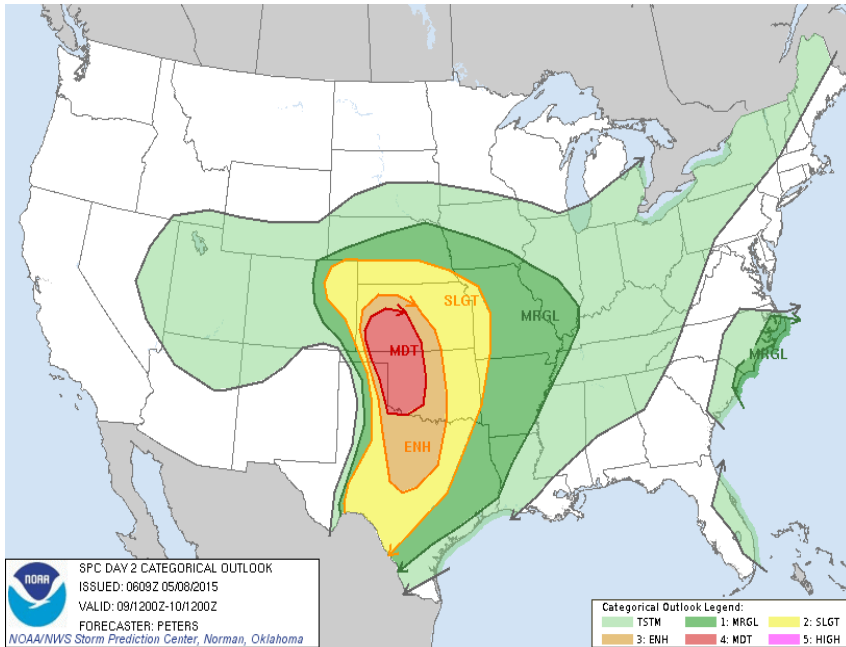 SLGT
MRGL
MDT
MRGL
ENH
NOAA
SPC DAY 2 CATEGORICAL OUTLOOK
ISSUED: 0609Z 05/08/2015
VALID: 09/1200Z-10/1200Z
FORECASTER: PETERS
NOAA/NWS Storm Prediction Center, Norman, Oklahoma
Categorical Outlook Legend:
TSTM 1: MRGL 2: SLGT
3: ENH 4: MDT 5: HIGH